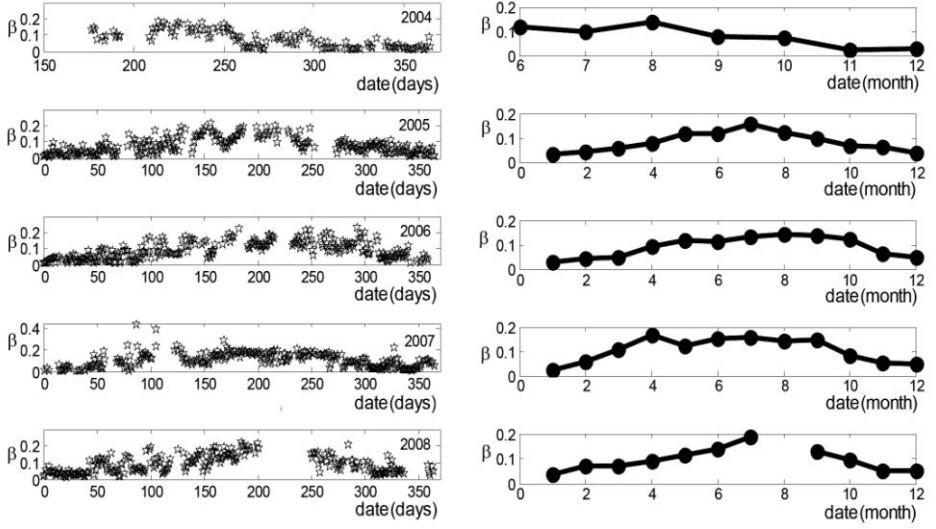 β 0.2 0.1 0 2004
150 200 250 300 350
date(days)
β 0.2 0.1 0
6 7 8 9 10 11 12
date(month)
β 0.2 0.1 0 2005
0 50 100 150 200 250 300 350
date(days)
β 0.2 0.1 0
0 2 4 6 8 10 12
date(month)
β 0.2 0.1 0 2006
0 50 100 150 200 250 300 350
date(days)
β 0.2 0.1 0
0 2 4 6 8 10 12
date(month)
β 0.4 0.2 0 2007
0 50 100 150 200 250 300 350
date(days)
β 0.2 0.1 0
0 2 4 6 8 10 12
date(month)
β 0.2 0.1 0 2008
0 50 100 150 200 250 300 350
date(days)
β 0.2 0.1 0
0 2 4 6 8 10 12
date(month)